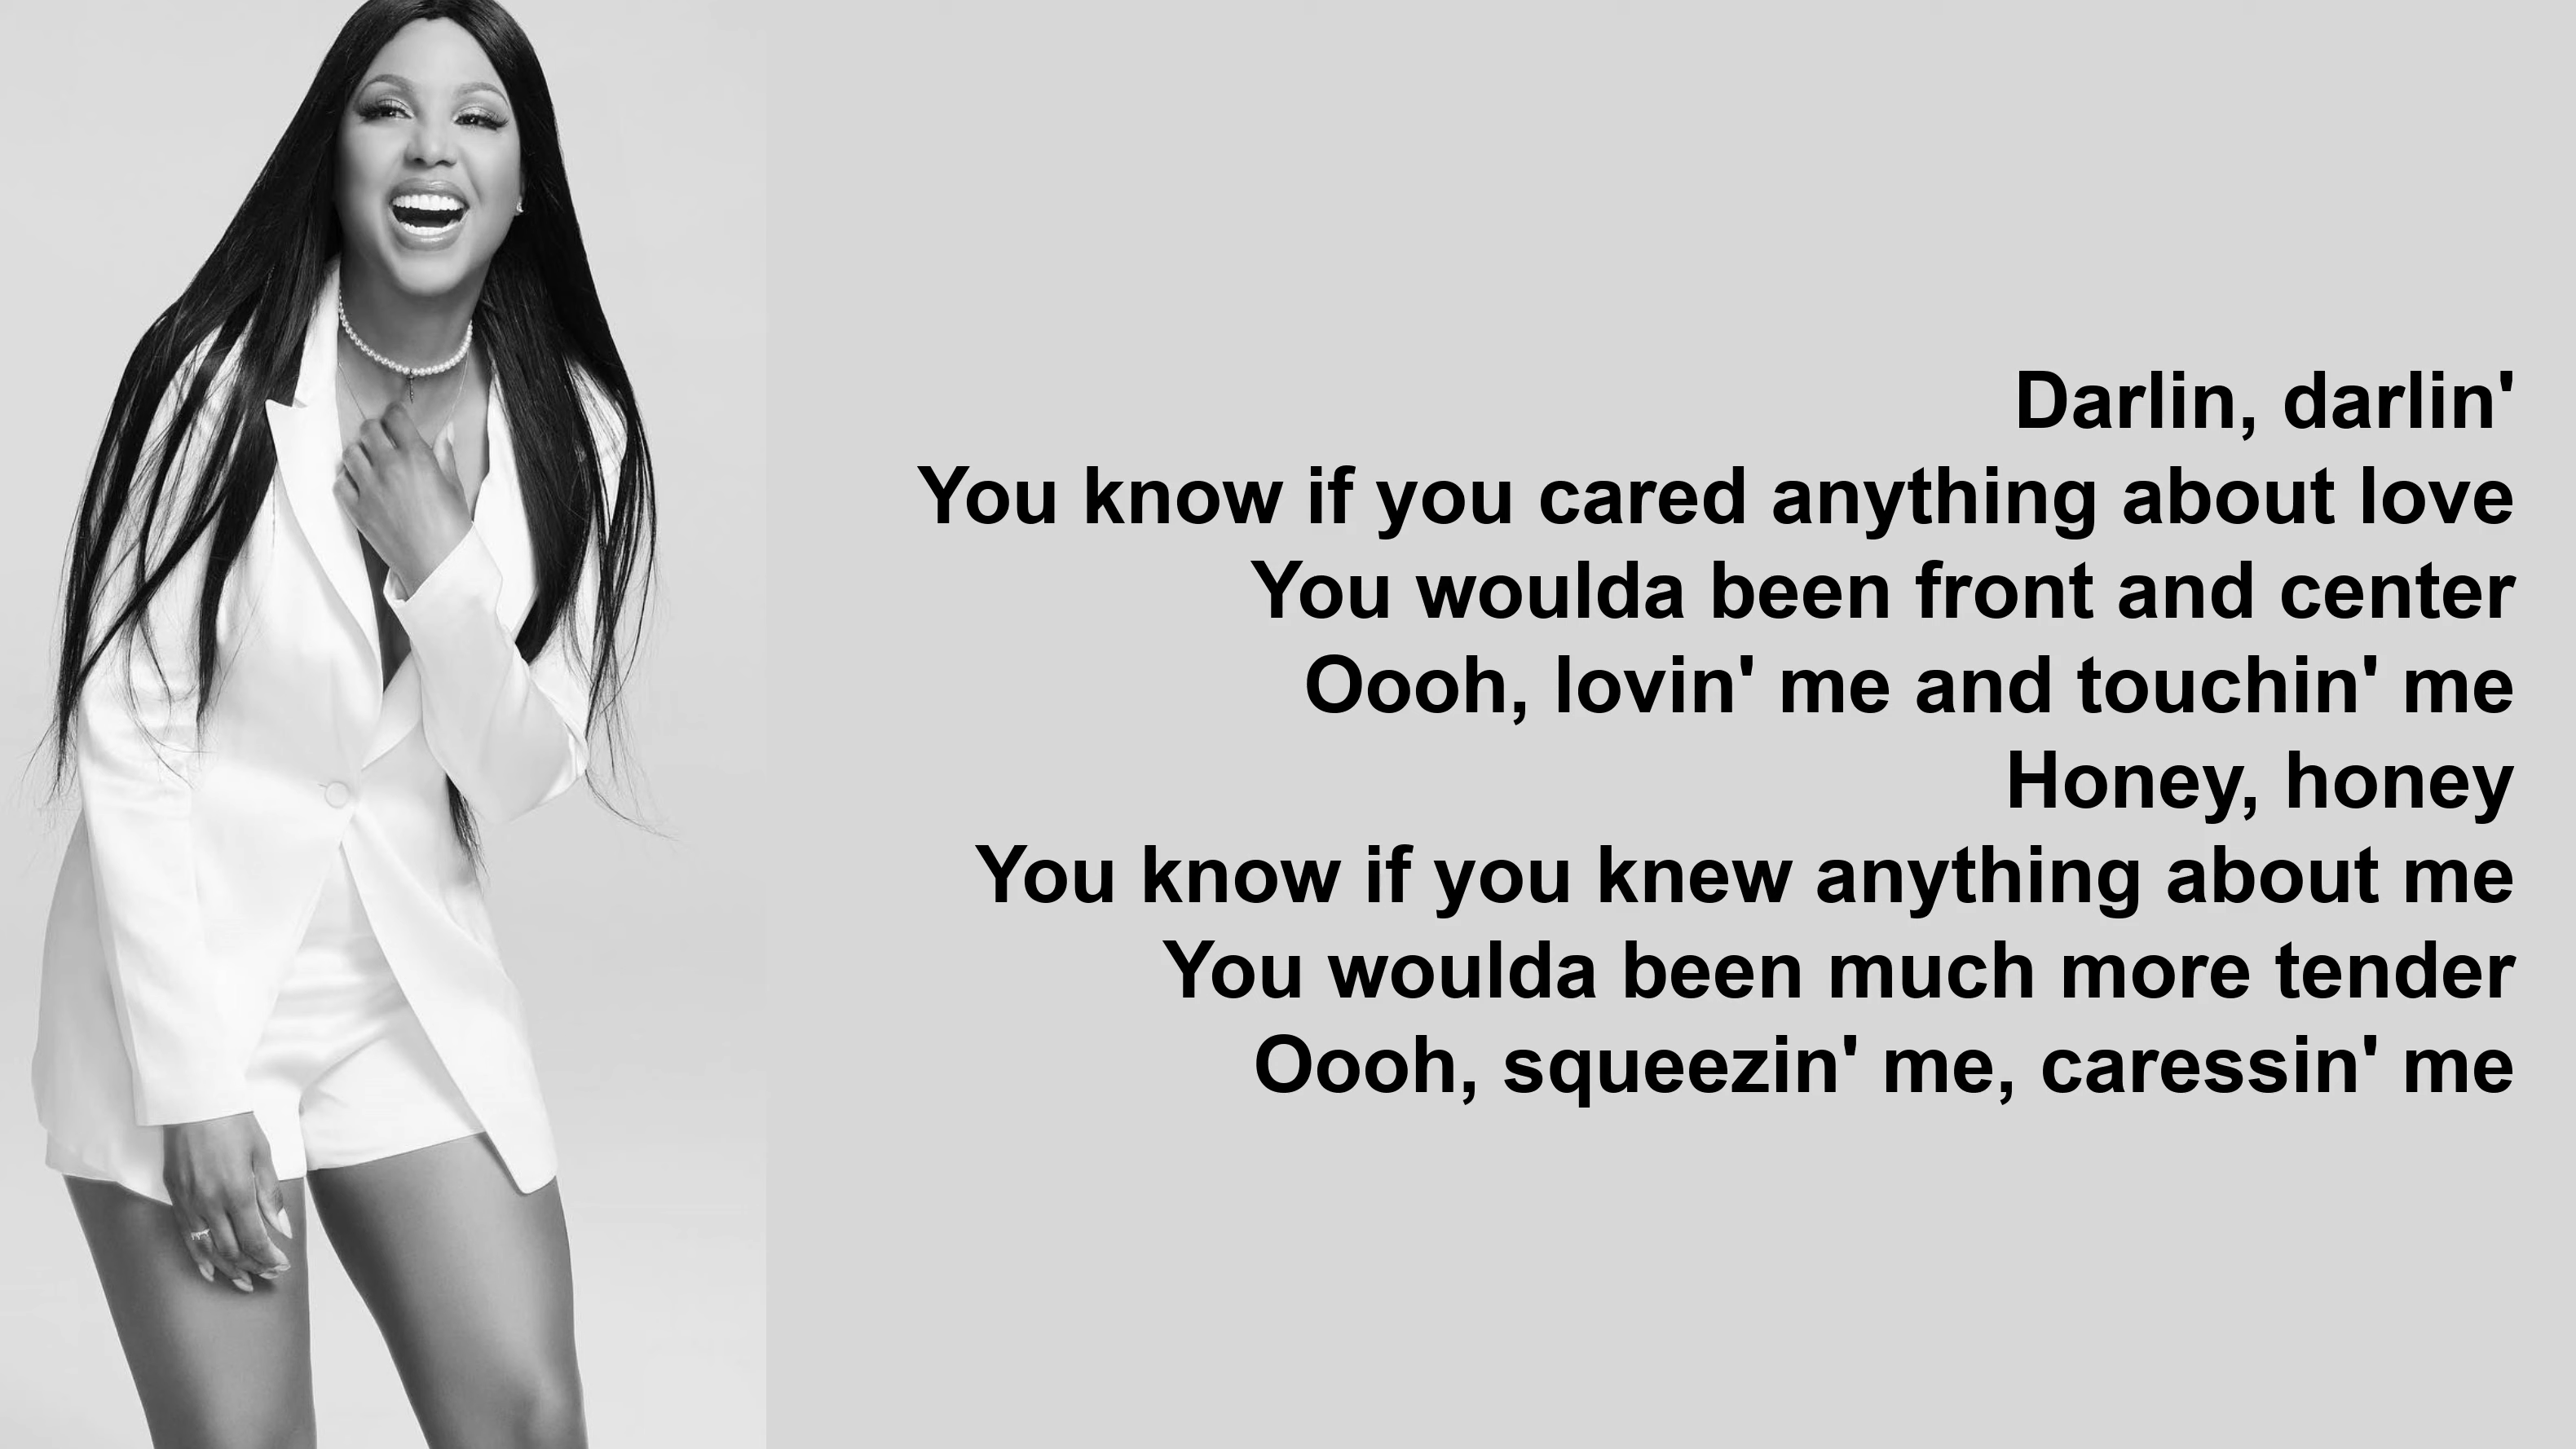 Darlin, darlin'
You know if you cared anything about love
You woulda been front and center
Oooh, lovin' me and touchin' me
Honey, honey
You know if you knew anything about me
You woulda been much more tender
Oooh, squeezin' me, caressin' me